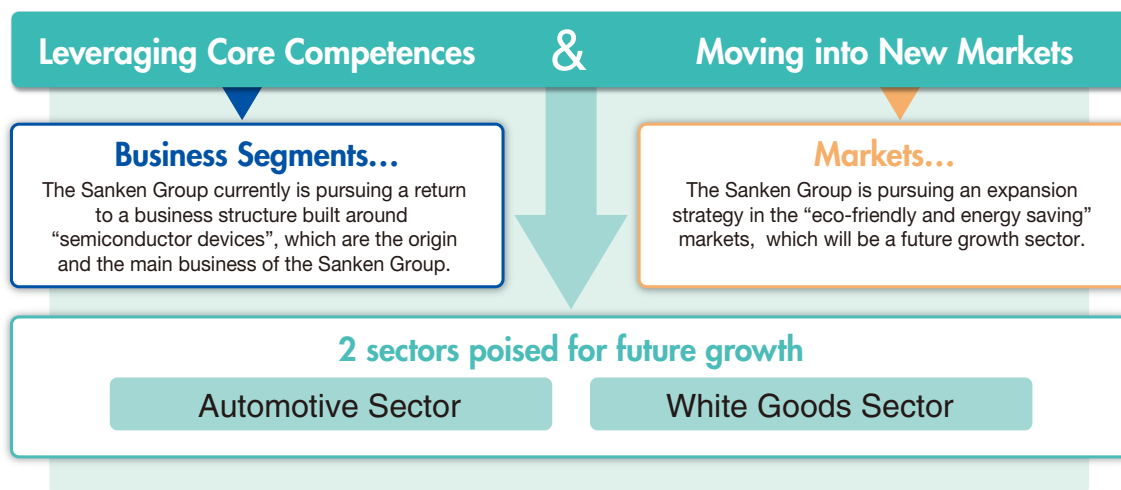 Leveraging Core Competences & Moving into New Markets
Business Segments...
The Sanken Group currently is pursuing a return
to a business structure built around
“semiconductor devices”, which are the origin
and the main business of the Sanken Group.
Markets...
The Sanken Group is pursuing an expansion
strategy in the “eco-friendly and energy saving”
markets, which will be a future growth sector.
2 sectors poised for future growth
Automotive Sector
White Goods Sector